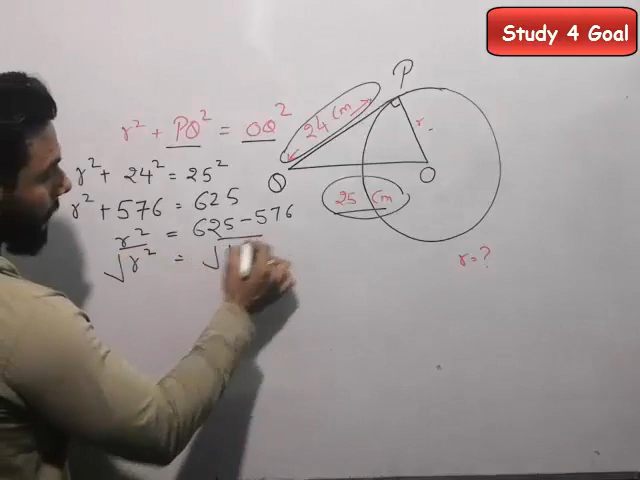 Study 4 Goal
P
r² + PQ² = OQ²
24 cm
r
r² + 24² = 25²
Q
O
r² + 576 = 625
25 cm
r² = 625 - 576
√r² = √
r = ?